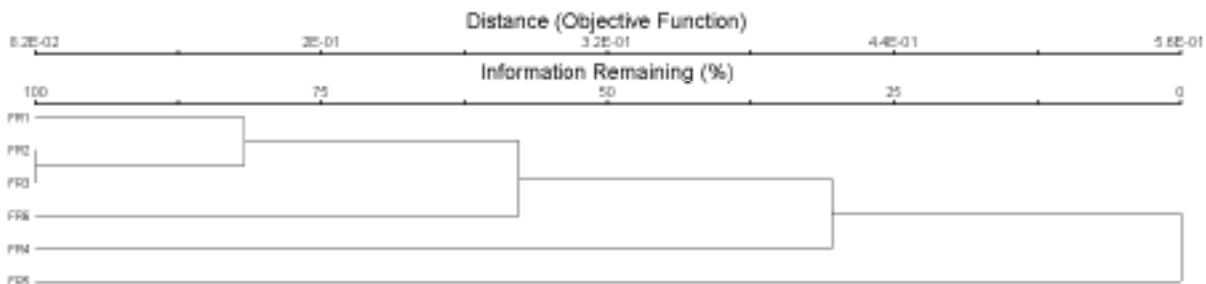 Distance (Objective Function)
8.2E-02 2E-01 3.2E-01 4.4E-01 5.6E-01
Information Remaining (%)
100 75 50 25 0
FR1
FR2
FR3
FR6
FR4
FR5